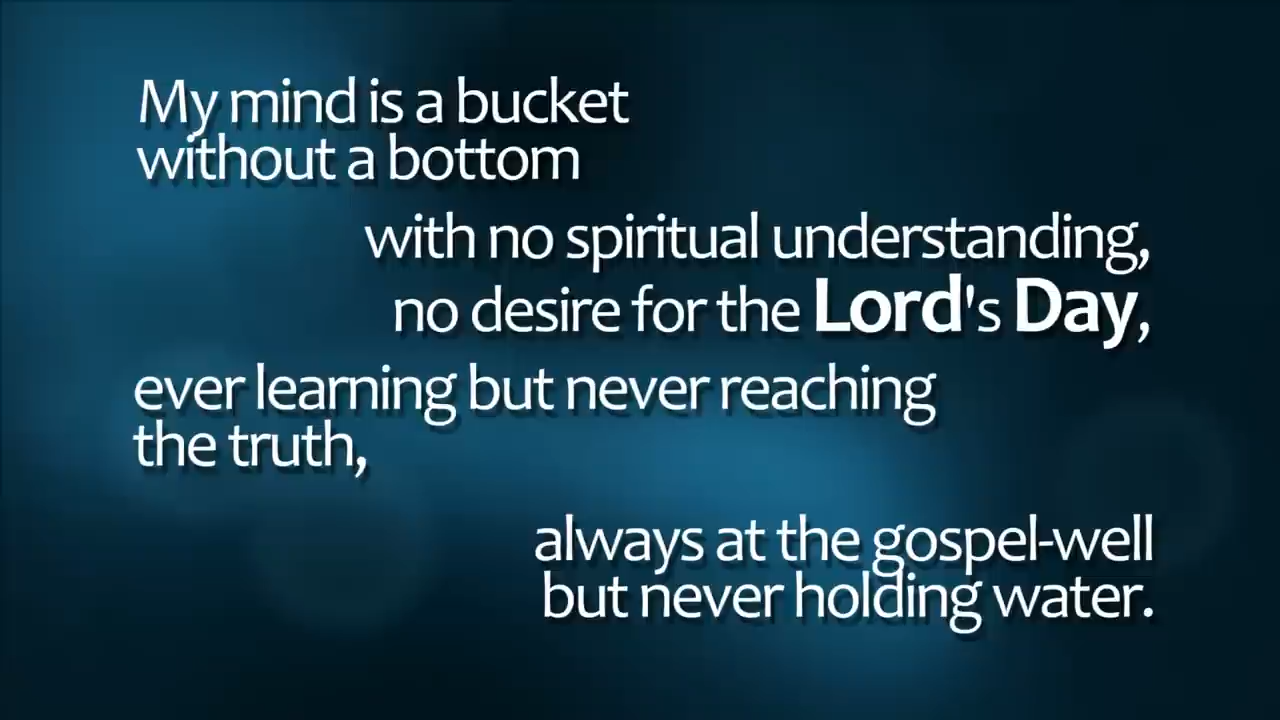 My mind is a bucket
without a bottom
with no spiritual understanding,
no desire for the Lord's Day,
ever learning but never reaching
the truth,
always at the gospel-well
but never holding water.